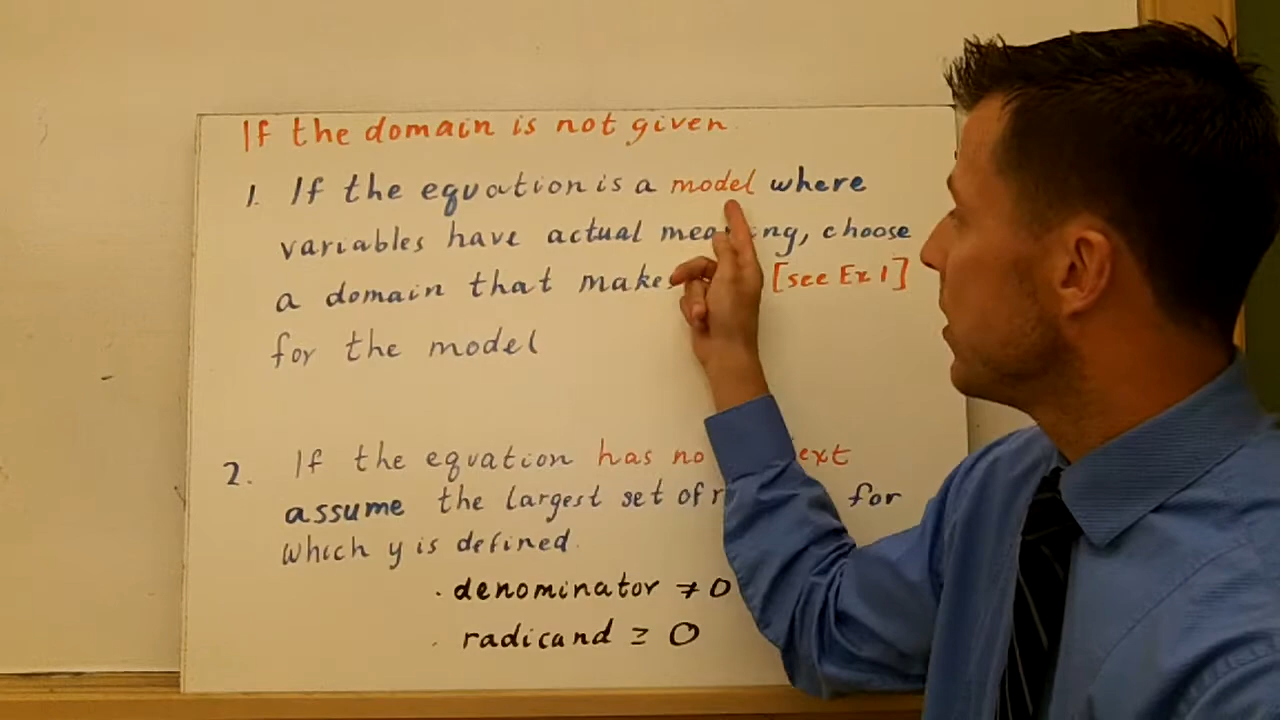 If the domain is not given
1. If the equation is a model where
variables have actual ng, choose
a domain that makes [see Ex 1]
for the model
2. If the equation has no
assume the largest set of for
which y is defined.
. denominator ≠ 0
. radicand ≥ 0